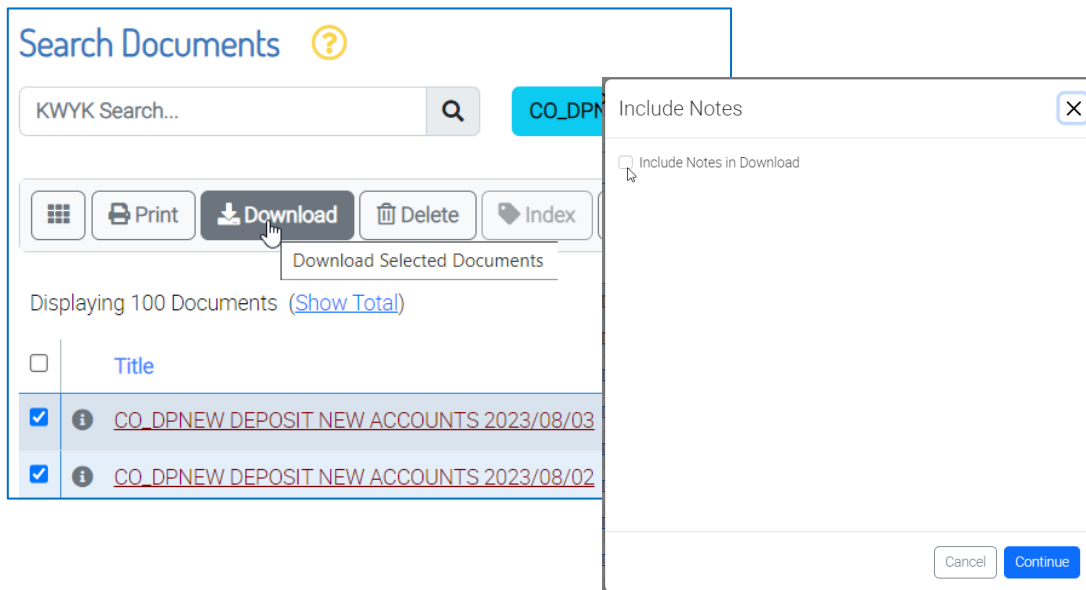 Search Documents ?
KWYK Search...
CO_DPN
Print
Download
Delete
Index
Download Selected Documents
Displaying 100 Documents (Show Total)
Title
CO_DPNEW DEPOSIT NEW ACCOUNTS 2023/08/03
CO_DPNEW DEPOSIT NEW ACCOUNTS 2023/08/02
Include Notes
Include Notes in Download
Cancel
Continue